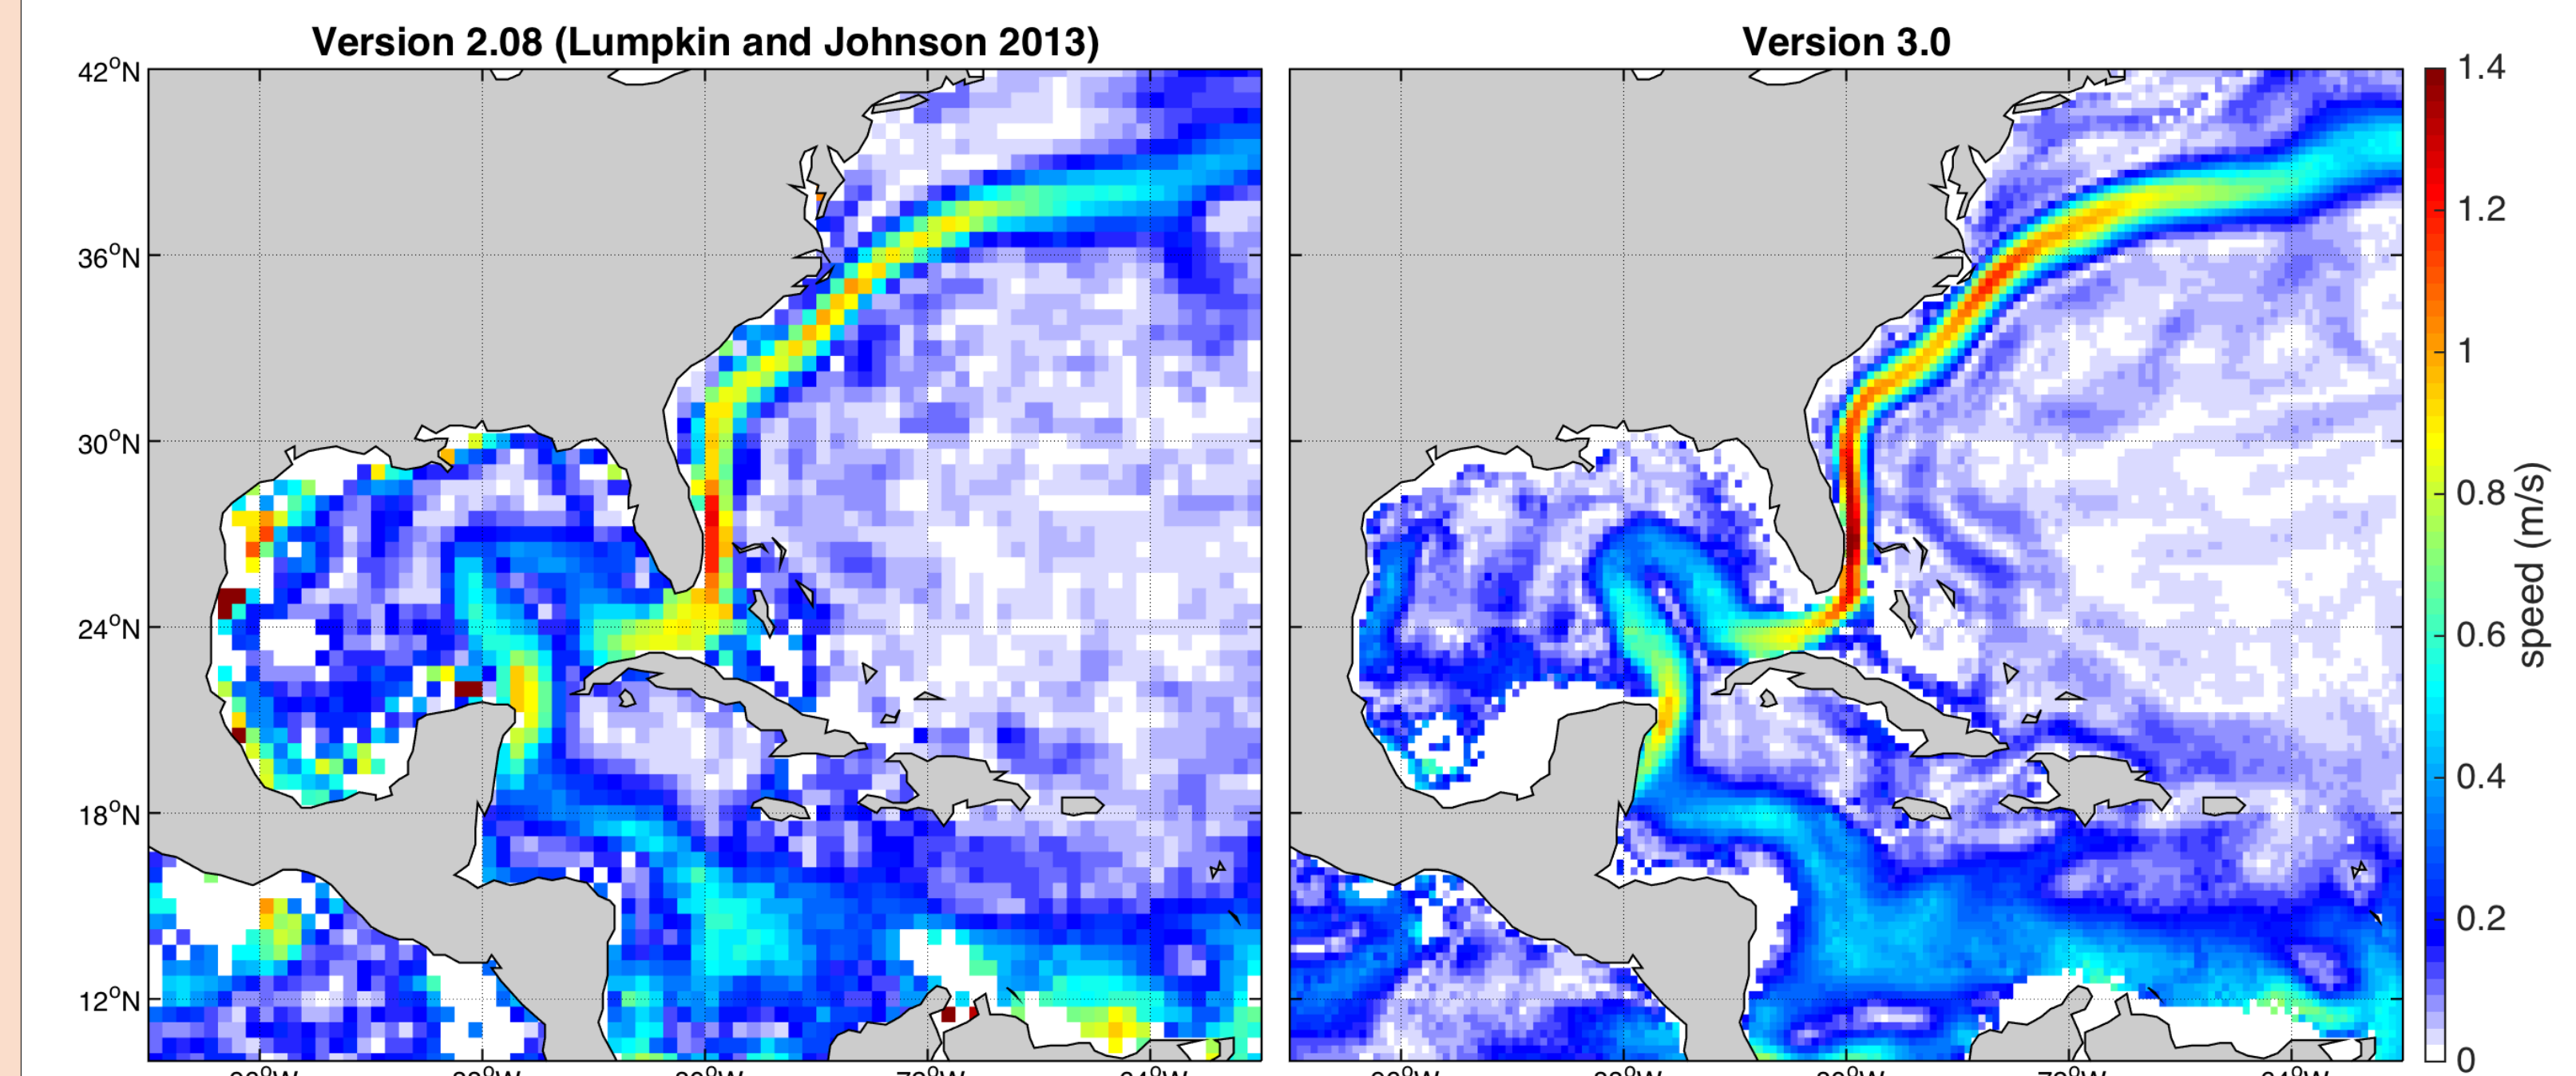 Version 2.08 (Lumpkin and Johnson 2013)
Version 3.0
42°N
36°N
30°N
24°N
18°N
12°N
1.4
1.2
1
0.8
0.6
0.4
0.2
0
speed (m/s)